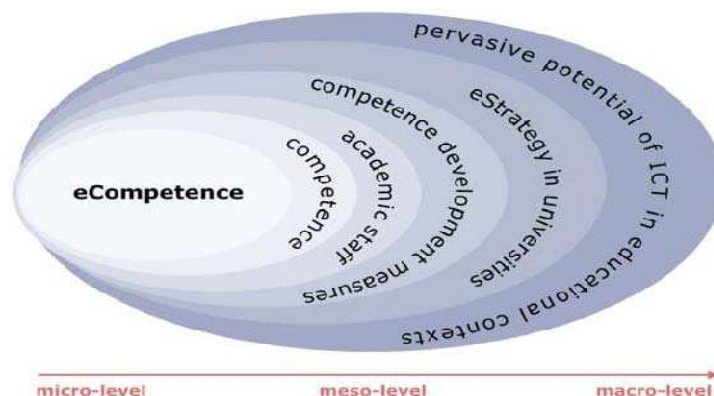 eCompetence
competence
academic staff
competence development measures
eStrategy in universities
pervasive potential of ICT in educational contexts
micro-level
meso-level
macro-level